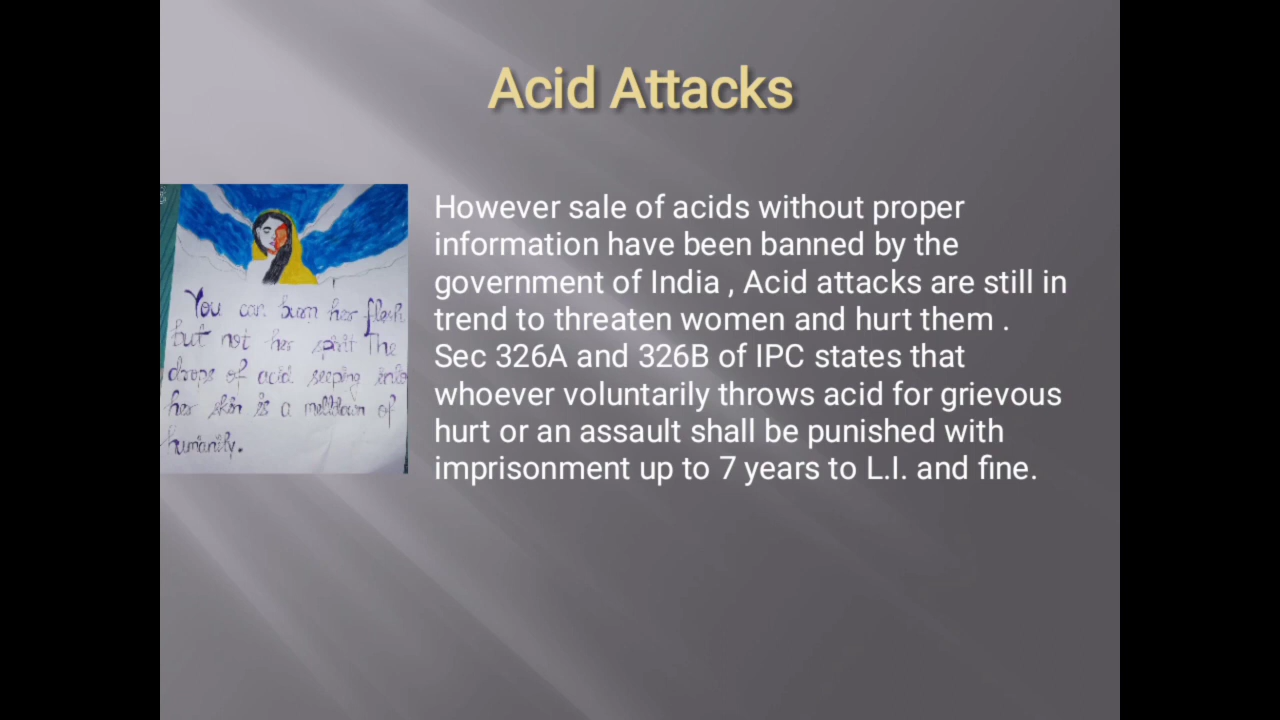 Acid Attacks
However sale of acids without proper
information have been banned by the
government of India , Acid attacks are still in
trend to threaten women and hurt them .
Sec 326A and 326B of IPC states that
whoever voluntarily throws acid for grievous
hurt or an assault shall be punished with
imprisonment up to 7 years to L.I. and fine.
You can burn her flesh
but not her spirit The
drops of acid seeping into
her skin is a meltdown of
humanity.